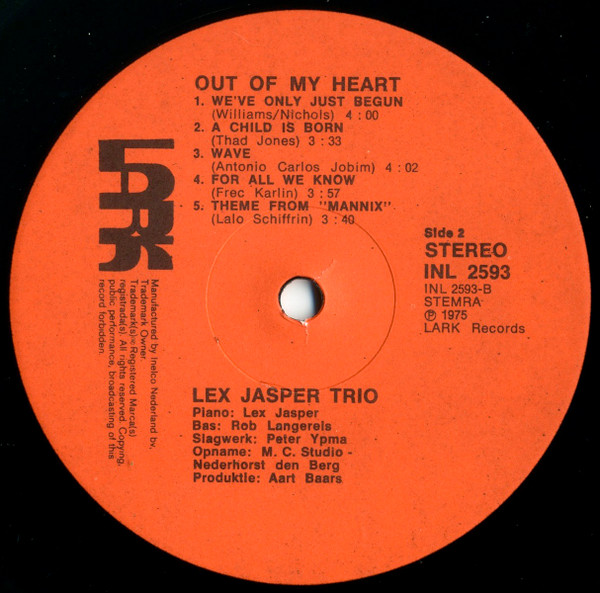 OUT OF MY HEART
1. WE'VE ONLY JUST BEGUN
(Williams/Nichols) 4:00
2. A CHILD IS BORN
(Thad Jones) 3:33
3. WAVE
(Antonio Carlos Jobim) 4:02
4. FOR ALL WE KNOW
(Frec Karlin) 3:57
5. THEME FROM "MANNIX"
(Lalo Schiffrin) 3:40
LARK
Side 2
STEREO
INL 2593
INL 2593-B
STEMRA
℗ 1975
LARK Records
Manufactured by Inelco Nederland bv,
Trademark Owner.
Trademark(s)=Registered Marca(s)
registrada(s). All rights reserved. Copying,
public performance, broadcasting of this
record forbidden.
LEX JASPER TRIO
Piano: Lex Jasper
Bas: Rob Langereis
Slagwerk: Peter Ypma
Opname: M.C. Studio -
Nederhorst den Berg
Produktie: Aart Baars